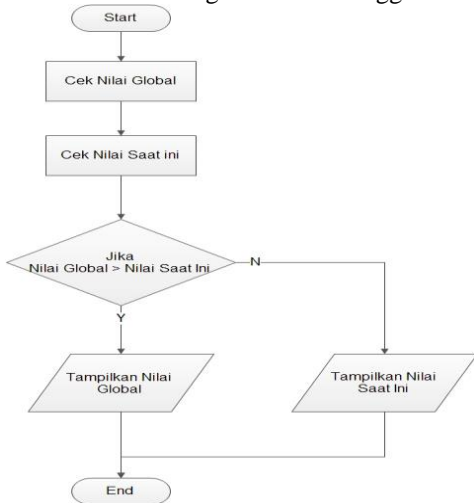 Start
Cek Nilai Global
Cek Nilai Saat ini
Jika
Nilai Global > Nilai Saat Ini
N
Y
Tampilkan Nilai
Global
Tampilkan Nilai
Saat Ini
End